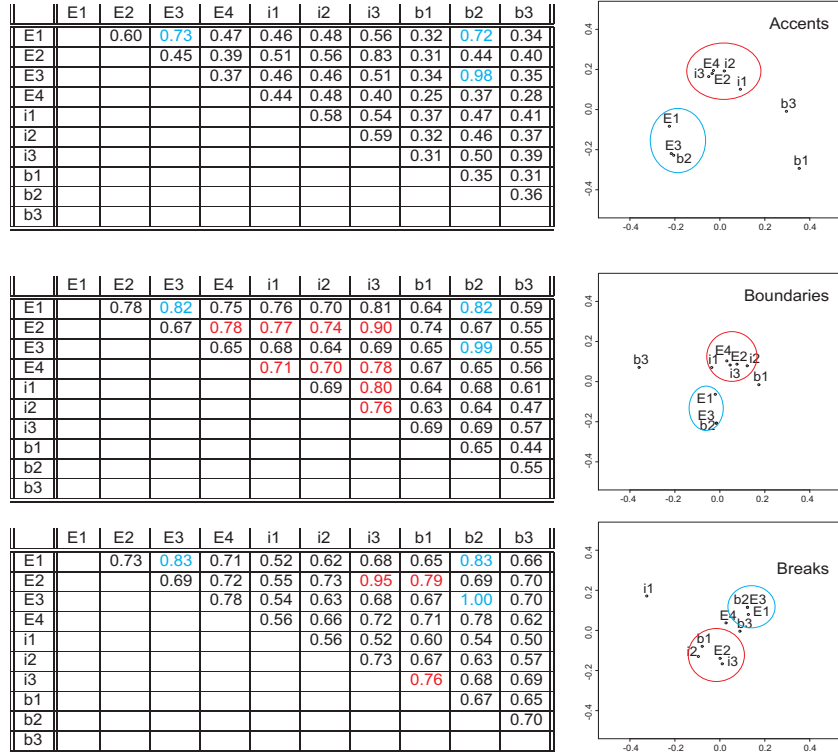 E1 E2 E3 E4 i1 i2 i3 b1 b2 b3
E1 0.60 0.73 0.47 0.46 0.48 0.56 0.32 0.72 0.34
E2 0.45 0.39 0.51 0.56 0.83 0.31 0.44 0.40
E3 0.37 0.46 0.46 0.51 0.34 0.98 0.35
E4 0.44 0.48 0.40 0.25 0.37 0.28
i1 0.58 0.54 0.37 0.47 0.41
i2 0.59 0.32 0.46 0.37
i3 0.31 0.50 0.39
b1 0.35 0.31
b2 0.36
b3
Accents
0.4
0.2
0.0
-0.2
-0.4
E4 i2
i3 E2 i1
b3
E1
E3
b2
b1
-0.4 -0.2 0.0 0.2 0.4
E1 E2 E3 E4 i1 i2 i3 b1 b2 b3
E1 0.78 0.82 0.75 0.76 0.70 0.81 0.64 0.82 0.59
E2 0.67 0.78 0.77 0.74 0.90 0.74 0.67 0.55
E3 0.65 0.68 0.64 0.69 0.65 0.99 0.55
E4 0.71 0.70 0.78 0.67 0.65 0.56
i1 0.69 0.80 0.64 0.68 0.61
i2 0.76 0.63 0.64 0.47
i3 0.69 0.69 0.57
b1 0.65 0.44
b2 0.55
b3
Boundaries
0.4
0.2
0.0
-0.2
-0.4
E4
b3 i1 E2 i2
i3 b1
E1
E3
b2
-0.4 -0.2 0.0 0.2 0.4
E1 E2 E3 E4 i1 i2 i3 b1 b2 b3
E1 0.73 0.83 0.71 0.52 0.62 0.68 0.65 0.83 0.66
E2 0.69 0.72 0.55 0.73 0.95 0.79 0.69 0.70
E3 0.78 0.54 0.63 0.68 0.67 1.00 0.70
E4 0.56 0.66 0.72 0.71 0.78 0.62
i1 0.56 0.52 0.60 0.54 0.50
i2 0.73 0.67 0.63 0.57
i3 0.76 0.68 0.69
b1 0.67 0.65
b2 0.70
b3
Breaks
0.4
0.2
0.0
-0.2
-0.4
i1
b2E3
E1
E4
b3
b1
i2 E2
i3
-0.4 -0.2 0.0 0.2 0.4